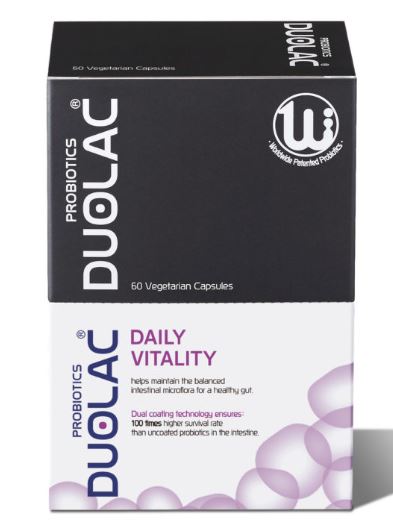 60 Vegetarian Capsules
PROBIOTICS
DUOLAC
PROBIOTICS
DUOLAC®
· Worldwide Patented Probiotics ·
60 Vegetarian Capsules
PROBIOTICS
DUOLAC®
DAILY
VITALITY
helps maintain the balanced
intestinal microflora for a healthy gut.
Dual coating technology ensures:
100 times higher survival rate
than uncoated probiotics in the intestine.